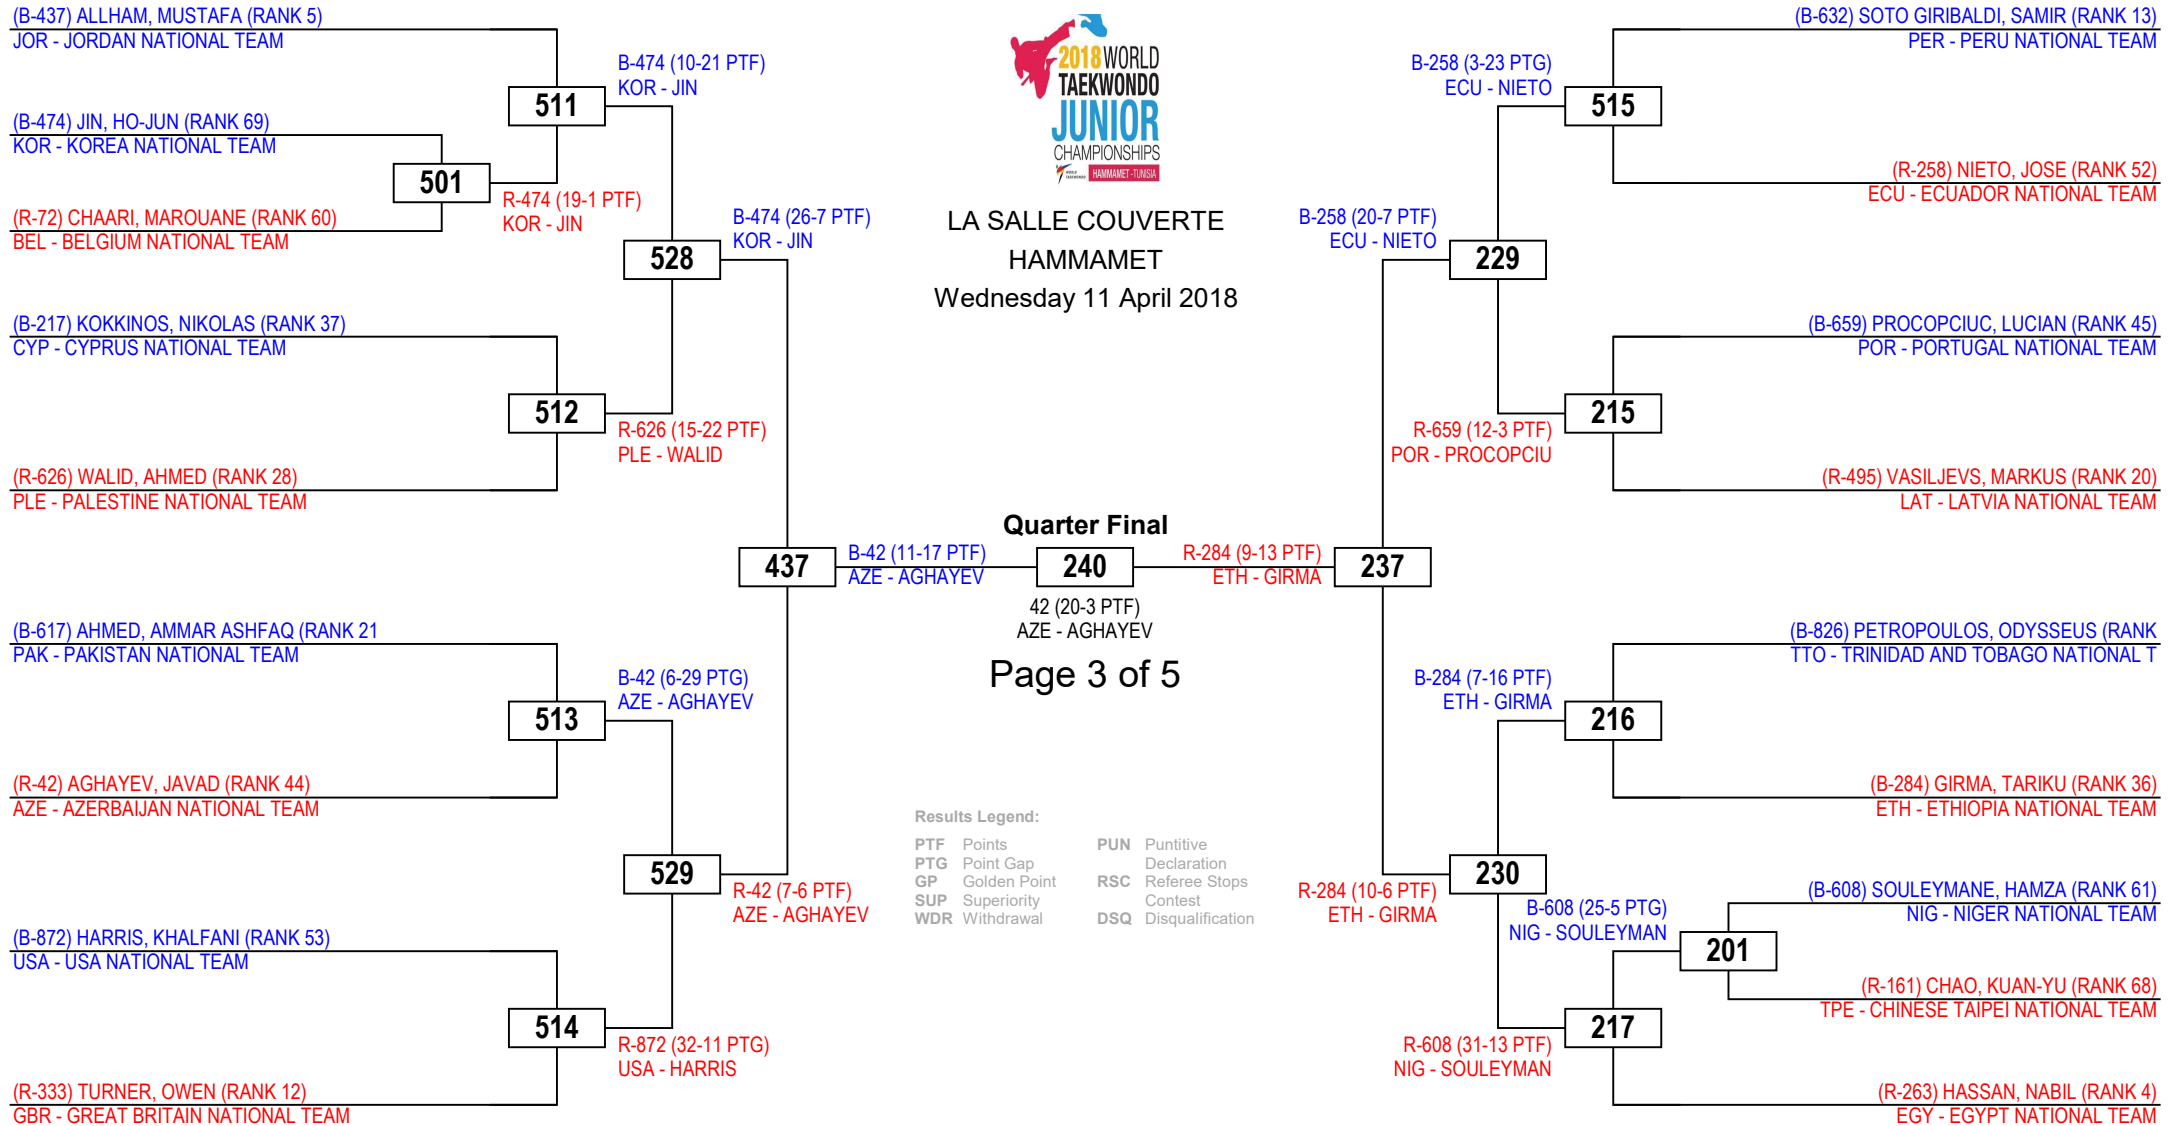 (B-437) ALLHAM, MUSTAFA (RANK 5)
JOR - JORDAN NATIONAL TEAM
(B-474) JIN, HO-JUN (RANK 69)
KOR - KOREA NATIONAL TEAM
(R-72) CHAARI, MAROUANE (RANK 60)
BEL - BELGIUM NATIONAL TEAM
(B-217) KOKKINOS, NIKOLAS (RANK 37)
CYP - CYPRUS NATIONAL TEAM
(R-626) WALID, AHMED (RANK 28)
PLE - PALESTINE NATIONAL TEAM
(B-617) AHMED, AMMAR ASHFAQ (RANK 21
PAK - PAKISTAN NATIONAL TEAM
(R-42) AGHAYEV, JAVAD (RANK 44)
AZE - AZERBAIJAN NATIONAL TEAM
(B-872) HARRIS, KHALFANI (RANK 53)
USA - USA NATIONAL TEAM
(R-333) TURNER, OWEN (RANK 12)
GBR - GREAT BRITAIN NATIONAL TEAM
501
R-474 (19-1 PTF)
KOR - JIN
511
B-474 (10-21 PTF)
KOR - JIN
512
R-626 (15-22 PTF)
PLE - WALID
513
B-42 (6-29 PTG)
AZE - AGHAYEV
514
R-872 (32-11 PTG)
USA - HARRIS
528
B-474 (26-7 PTF)
KOR - JIN
529
R-42 (7-6 PTF)
AZE - AGHAYEV
437
B-42 (11-17 PTF)
AZE - AGHAYEV
2018 WORLD
TAEKWONDO
JUNIOR
CHAMPIONSHIPS
WORLD
TAEKWONDO
HAMMAMET - TUNISIA
LA SALLE COUVERTE
HAMMAMET
Wednesday 11 April 2018
Quarter Final
240
42 (20-3 PTF)
AZE - AGHAYEV
Page 3 of 5
Results Legend:
PTF Points
PTG Point Gap
GP Golden Point
SUP Superiority
WDR Withdrawal
PUN Puntitive
Declaration
RSC Referee Stops
Contest
DSQ Disqualification
R-284 (9-13 PTF)
ETH - GIRMA
237
B-258 (20-7 PTF)
ECU - NIETO
229
R-284 (10-6 PTF)
ETH - GIRMA
230
B-258 (3-23 PTG)
ECU - NIETO
515
R-659 (12-3 PTF)
POR - PROCOPCIU
215
B-284 (7-16 PTF)
ETH - GIRMA
216
R-608 (31-13 PTF)
NIG - SOULEYMAN
217
B-608 (25-5 PTG)
NIG - SOULEYMAN
201
(B-632) SOTO GIRIBALDI, SAMIR (RANK 13)
PER - PERU NATIONAL TEAM
(R-258) NIETO, JOSE (RANK 52)
ECU - ECUADOR NATIONAL TEAM
(B-659) PROCOPCIUC, LUCIAN (RANK 45)
POR - PORTUGAL NATIONAL TEAM
(R-495) VASILJEVS, MARKUS (RANK 20)
LAT - LATVIA NATIONAL TEAM
(B-826) PETROPOULOS, ODYSSEUS (RANK
TTO - TRINIDAD AND TOBAGO NATIONAL T
(B-284) GIRMA, TARIKU (RANK 36)
ETH - ETHIOPIA NATIONAL TEAM
(B-608) SOULEYMANE, HAMZA (RANK 61)
NIG - NIGER NATIONAL TEAM
(R-161) CHAO, KUAN-YU (RANK 68)
TPE - CHINESE TAIPEI NATIONAL TEAM
(R-263) HASSAN, NABIL (RANK 4)
EGY - EGYPT NATIONAL TEAM